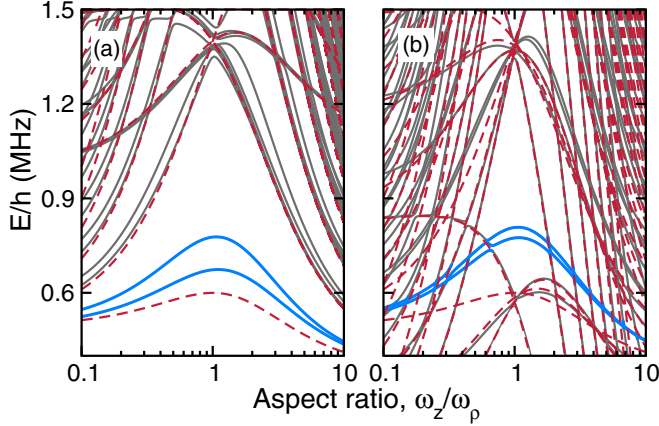 1.5
(a)
(b)
1.2
0.9
0.6
E/h (MHz)
0.1
1
10
0.1
1
10
Aspect ratio, ω_z/ω_ρ